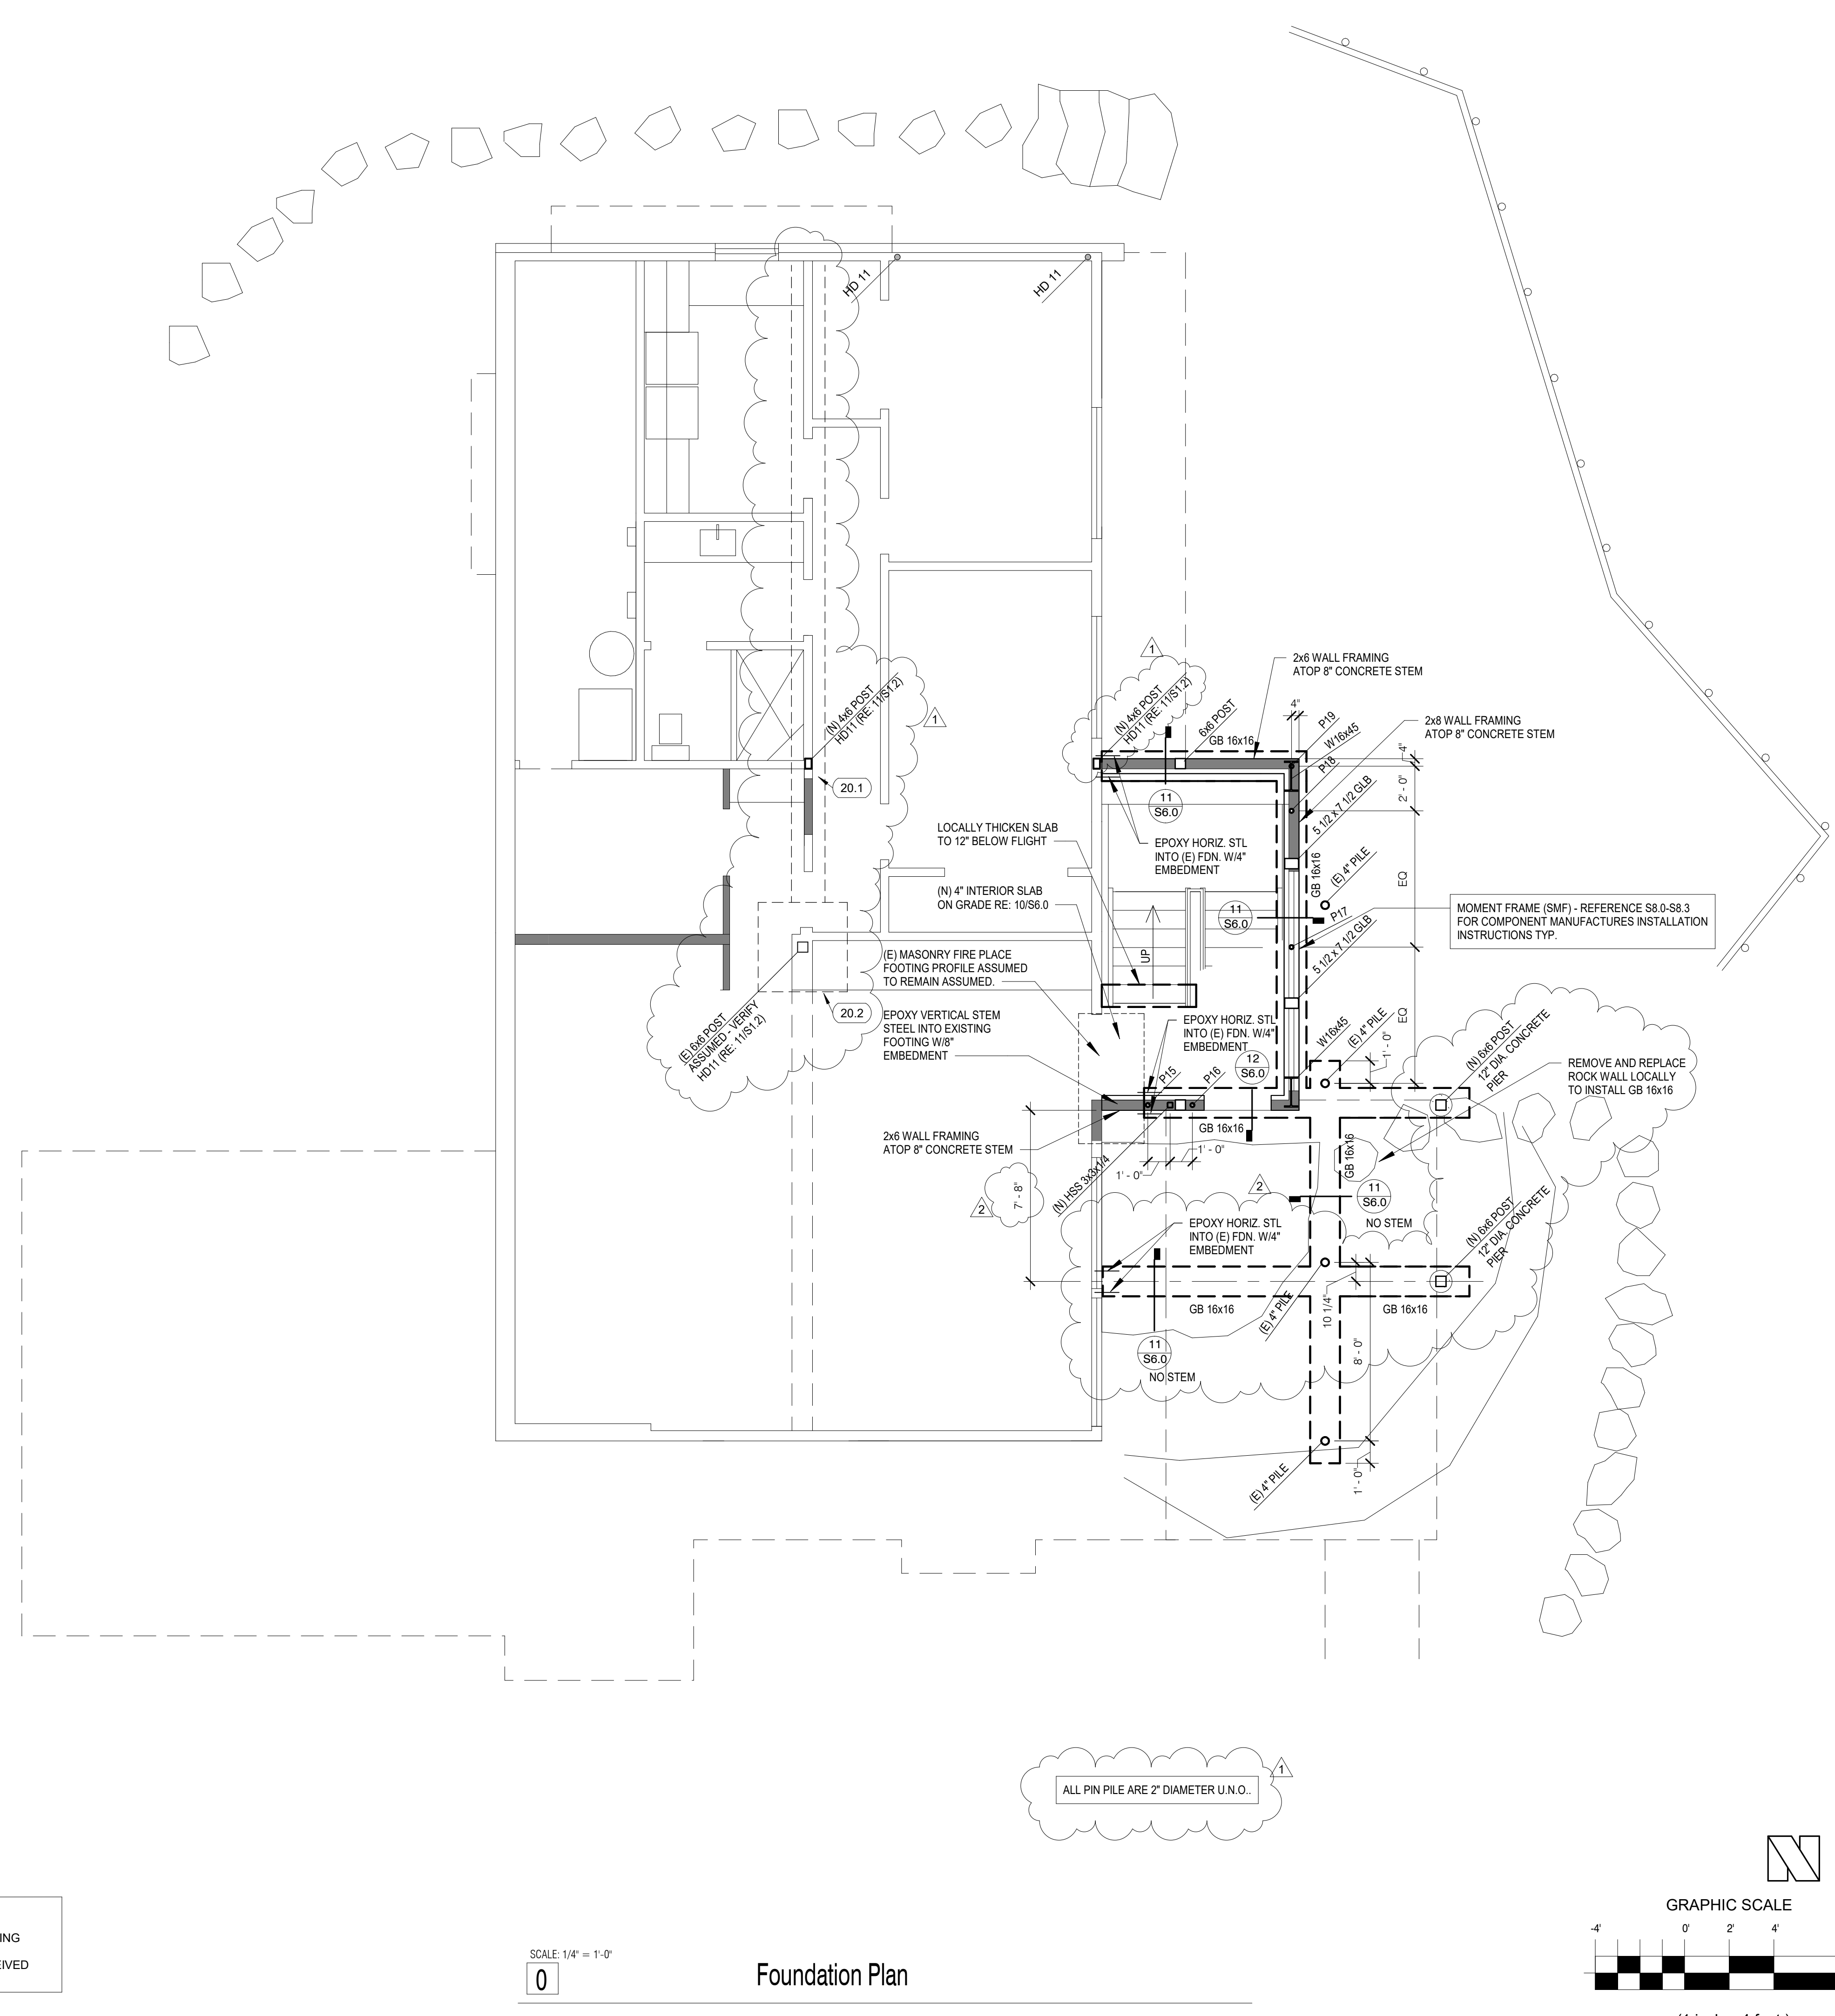 HD 11
HD 11
1
2x6 WALL FRAMING
ATOP 8" CONCRETE STEM
(N) 4x6 POST
HD11 (RE: 11/S1.2)
1
(N) 4x6 POST
HD11 (RE: 11/S1.2)
6x6 POST
GB 16x16
4"
P19
W16x45
P18
2x8 WALL FRAMING
ATOP 8" CONCRETE STEM
4"
2' - 0"
20.1
11
S6.0
5 1/2 x 7 1/2 GLB
LOCALLY THICKEN SLAB
TO 12" BELOW FLIGHT
EPOXY HORIZ. STL
INTO (E) FDN. W/4"
EMBEDMENT
GB 16x16
(E) 4" PILE
EQ
(N) 4" INTERIOR SLAB
ON GRADE RE: 10/S6.0
11
S6.0
P17
MOMENT FRAME (SMF) - REFERENCE S8.0-S8.3
FOR COMPONENT MANUFACTURES INSTALLATION
INSTRUCTIONS TYP.
5 1/2 x 7 1/2 GLB
UP
(E) MASONRY FIRE PLACE
FOOTING PROFILE ASSUMED
TO REMAIN ASSUMED.
20.2
(E) 6x6 POST
ASSUMED - VERIFY
HD11 (RE: 11/S1.2)
EPOXY VERTICAL STEM
STEEL INTO EXISTING
FOOTING W/8"
EMBEDMENT
EPOXY HORIZ. STL
INTO (E) FDN. W/4"
EMBEDMENT
12
S6.0
W16x45
(E) 4" PILE
EQ
1' - 0"
(N) 6x6 POST
12" DIA. CONCRETE
PIER
REMOVE AND REPLACE
ROCK WALL LOCALLY
TO INSTALL GB 16x16
P15
P16
2x6 WALL FRAMING
ATOP 8" CONCRETE STEM
GB 16x16
GB 16x16
1' - 0"
1' - 0"
(N) HSS 3x3x1/4
7' - 8"
2
2
11
S6.0
NO STEM
EPOXY HORIZ. STL
INTO (E) FDN. W/4"
EMBEDMENT
(N) 6x6 POST
12" DIA. CONCRETE
PIER
GB 16x16
(E) 4" PILE
10 1/4"
GB 16x16
11
S6.0
NO STEM
8' - 0"
(E) 4" PILE
1' - 0"
1
ALL PIN PILE ARE 2" DIAMETER U.N.O..
N
GRAPHIC SCALE
-4' 0' 2' 4'
ING
EIVED
SCALE: 1/4" = 1'-0"
0
Foundation Plan